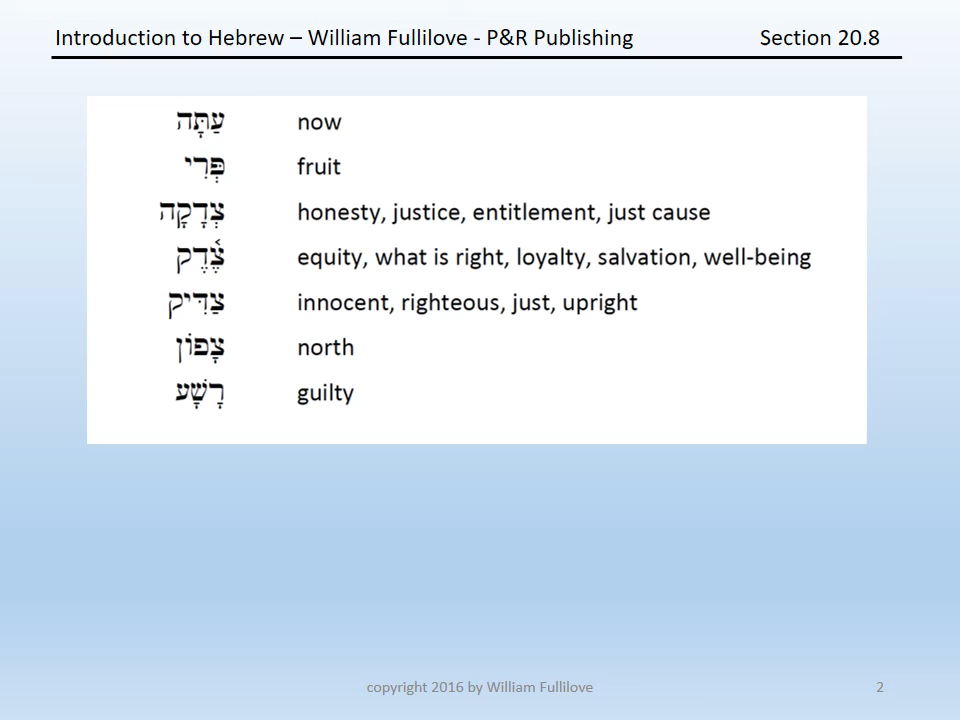 Introduction to Hebrew – William Fullilove - P&R Publishing Section 20.8
עַתָּה now
פְּרִי fruit
צְדָקָה honesty, justice, entitlement, just cause
צֶ֫דֶק equity, what is right, loyalty, salvation, well-being
צַדִּיק innocent, righteous, just, upright
צָפוֹן north
רָשָׁע guilty
copyright 2016 by William Fullilove 2